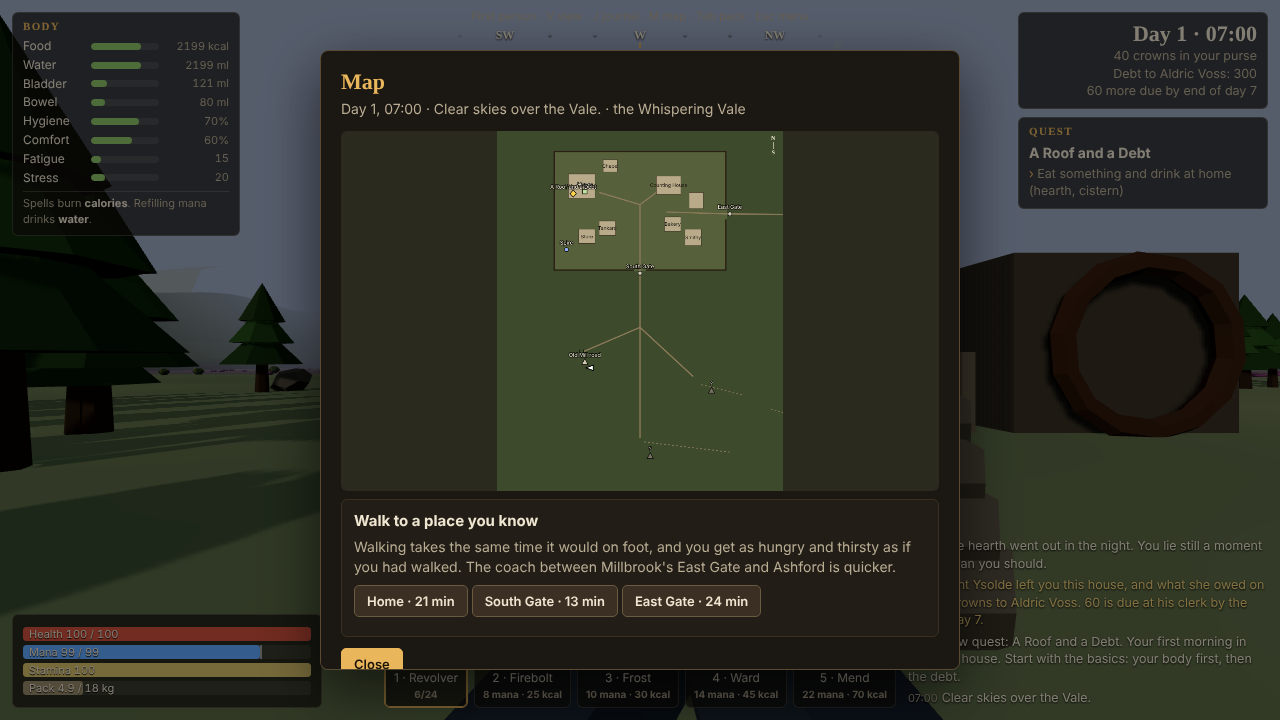 BODY
Food 2199 kcal
Water 2199 ml
Bladder 121 ml
Bowel 80 ml
Hygiene 70%
Comfort 60%
Fatigue 15
Stress 20
Spells burn calories. Refilling mana
drinks water.
SW W NW
Day 1 · 07:00
40 crowns in your purse
Debt to Aldric Voss: 300
60 more due by end of day 7
QUEST
A Roof and a Debt
› Eat something and drink at home
(hearth, cistern)
Map
Day 1, 07:00 · Clear skies over the Vale. · the Whispering Vale
N
S
Chapel
Counting House
East Gate
Bakery
Store
Tankard
Spire
South Gate
Old Mill road
Walk to a place you know
Walking takes the same time it would on foot, and you get as hungry and thirsty as if
you had walked. The coach between Millbrook's East Gate and Ashford is quicker.
Home · 21 min
South Gate · 13 min
East Gate · 24 min
Close
Health 100 / 100
Mana 99 / 99
Stamina 100
Pack 4.9 / 18 kg
1 · Revolver
6/24
2 · Firebolt
8 mana · 25 kcal
3 · Frost
10 mana · 30 kcal
4 · Ward
14 mana · 45 kcal
5 · Mend
22 mana · 70 kcal
hearth went out in the night. You lie still a moment
an you should.
nt Ysolde left you this house, and what she owed on
rowns to Aldric Voss. 60 is due at his clerk by the
ay 7.
w quest: A Roof and a Debt. Your first morning in
house. Start with the basics: your body first, then
the debt.
07:00 Clear skies over the Vale.